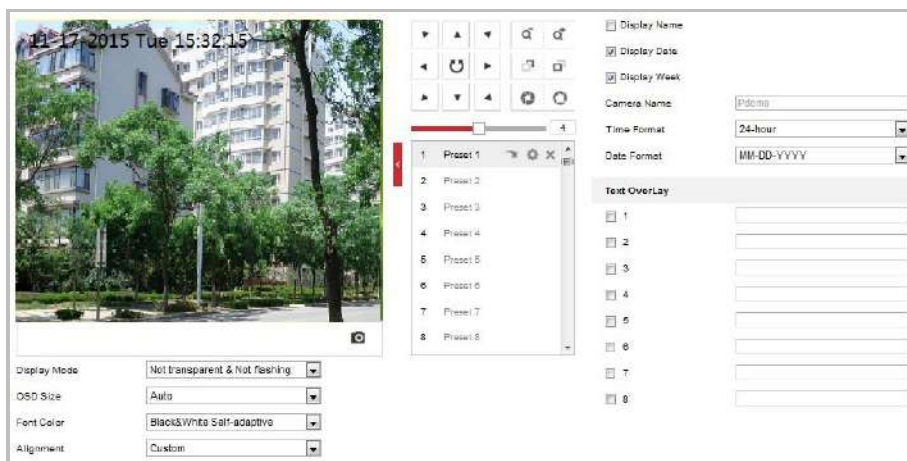 11-17-2015 Tue 15:32:15
Display Mode Not transparent & Not flashing
OSD Size Auto
Font Color Black&White Self-adaptive
Alignment Custom
4
1 Preset 1
2 Preset 2
3 Preset 3
4 Preset 4
5 Preset 5
6 Preset 6
7 Preset 7
8 Preset 8
Display Name
Display Date
Display Week
Camera Name Pdome
Time Format 24-hour
Date Format MM-DD-YYYY
Text OverLay
1
2
3
4
5
6
7
8